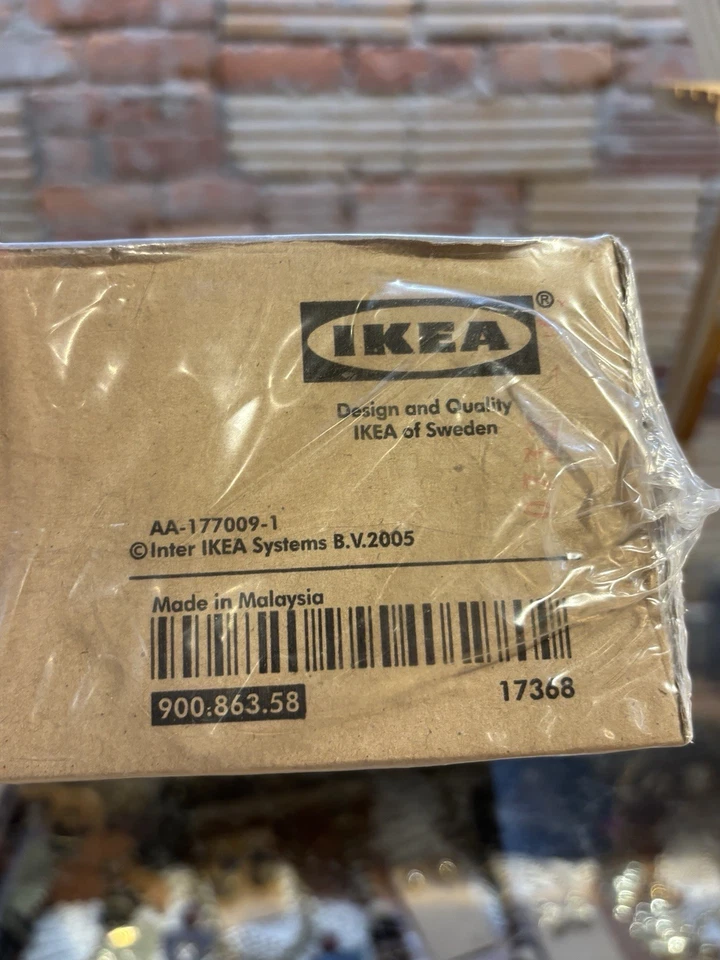 IKEA®
Design and Quality
IKEA of Sweden
AA-177009-1
©Inter IKEA Systems B.V.2005
Made in Malaysia
900.863.58
17368